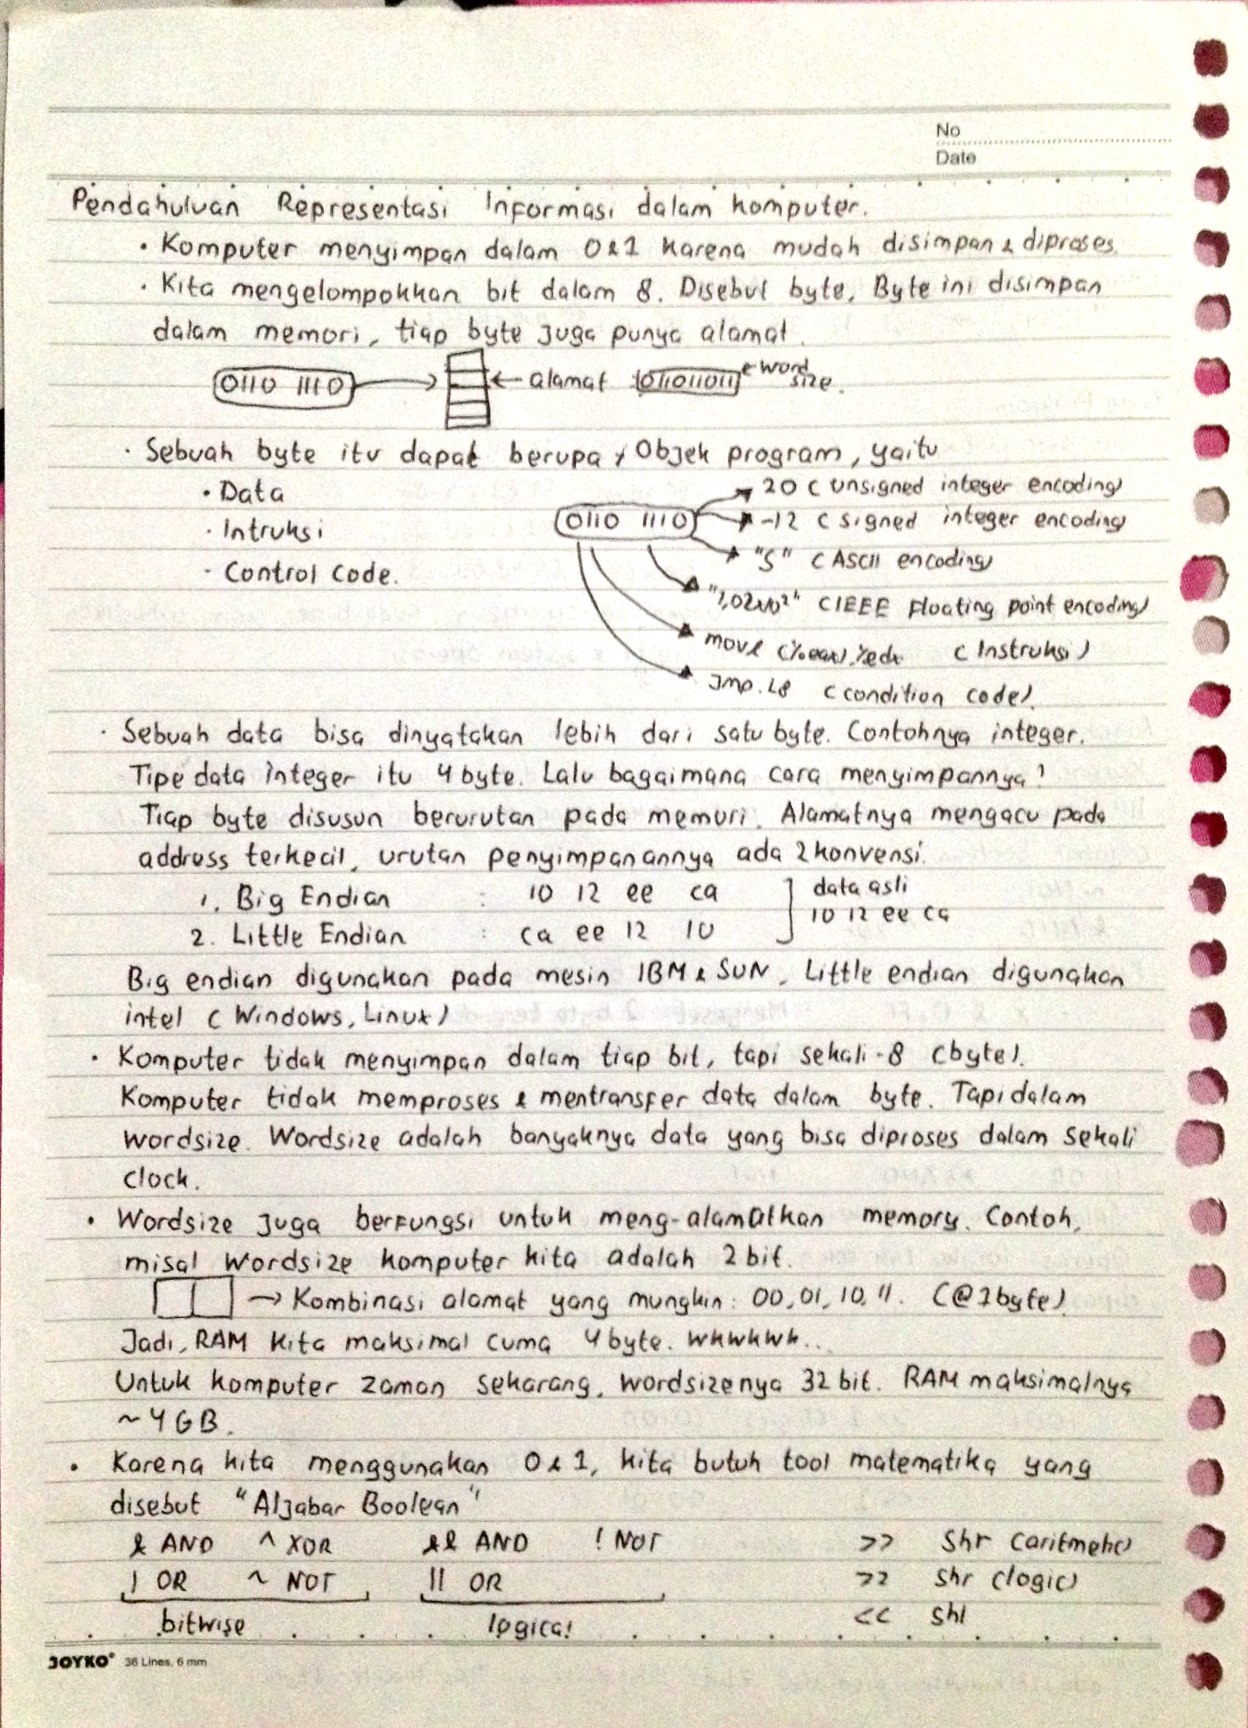 No
Date
Pendahuluan Representasi Informasi dalam komputer.
• Komputer menyimpan dalam 0 & 1 karena mudah disimpan & diproses
• Kita mengelompokkan bit dalam 8. Disebut byte. Byte ini disimpan
dalam memori, tiap byte juga punya alamat.
0110 1110 → ← alamat 011011011 ← word size.
• Sebuah byte itu dapat berupa Objek program, yaitu
• Data
• Intruksi
• Control Code.
0110 1110
20 (unsigned integer encoding)
-12 (signed integer encoding)
"S" (ASCII encoding)
"1,02x10²" (IEEE Floating point encoding)
move (%eax), (Instruksi)
Jmp. L8 (condition code).
• Sebuah data bisa dinyatakan lebih dari satu byte. Contohnya integer.
Tipe data Integer itu 4 byte. Lalu bagaimana cara menyimpannya?
Tiap byte disusun berurutan pada memori. Alamatnya mengacu pada
address terkecil, urutan penyimpanannya ada 2 konvensi.
1. Big Endian : 10 12 ee ca ] data asli
2. Little Endian : ca ee 12 10 10 12 ee ca
Big endian digunakan pada mesin IBM & SUN. Little endian digunakan
intel (Windows, Linux)
• Komputer tidak menyimpan dalam tiap bit, tapi sekali-8 (byte).
Komputer tidak memproses & mentransfer data dalam byte. Tapi dalam
wordsize. Wordsize adalah banyaknya data yang bisa diproses dalam sekali
clock.
• Wordsize juga berfungsi untuk meng-alamatkan memory. Contoh,
misal wordsize komputer kita adalah 2 bit.
→ Kombinasi alamat yang mungkin: 00, 01, 10, 11. (@ 1 byte)
Jadi, RAM kita maksimal cuma 4 byte. wkwkwk..
Untuk komputer zaman sekarang, wordsizenya 32 bit. RAM maksimalnya
~ 4 GB.
• Karena kita menggunakan 0 & 1, kita butuh tool matematika yang
disebut "Aljabar Boolean"
& AND ^ XOR && AND ! NOT >> Shr (aritmetic)
| OR ~ NOT || OR >> Shr (logic)
bitwise logical << Shl
JOYKO® 36 Lines, 6 mm